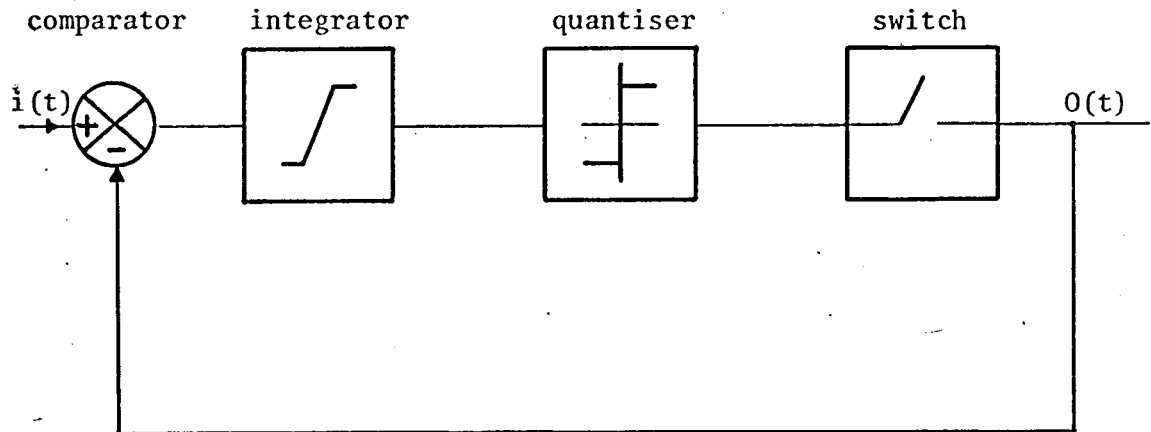 comparator integrator quantiser switch
i(t) O(t)
+
-